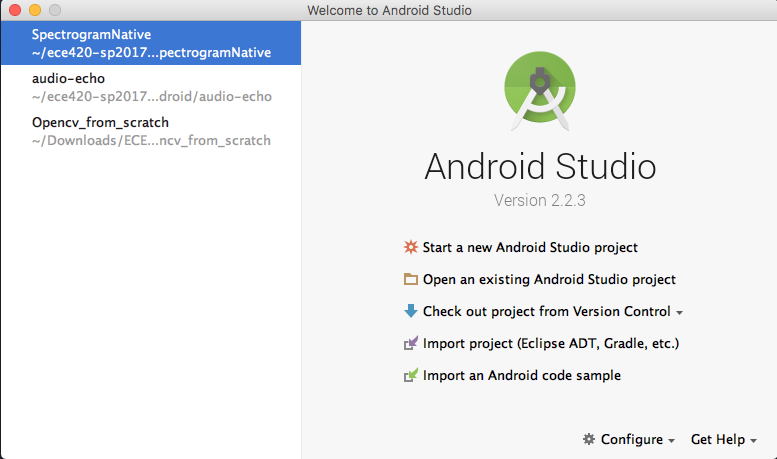 Welcome to Android Studio
SpectrogramNative
~/ece420-sp2017...pectrogramNative
audio-echo
~/ece420-sp2017...droid/audio-echo
Opencv_from_scratch
~/Downloads/ECE...ncv_from_scratch
Android Studio
Version 2.2.3
Start a new Android Studio project
Open an existing Android Studio project
Check out project from Version Control
Import project (Eclipse ADT, Gradle, etc.)
Import an Android code sample
Configure
Get Help